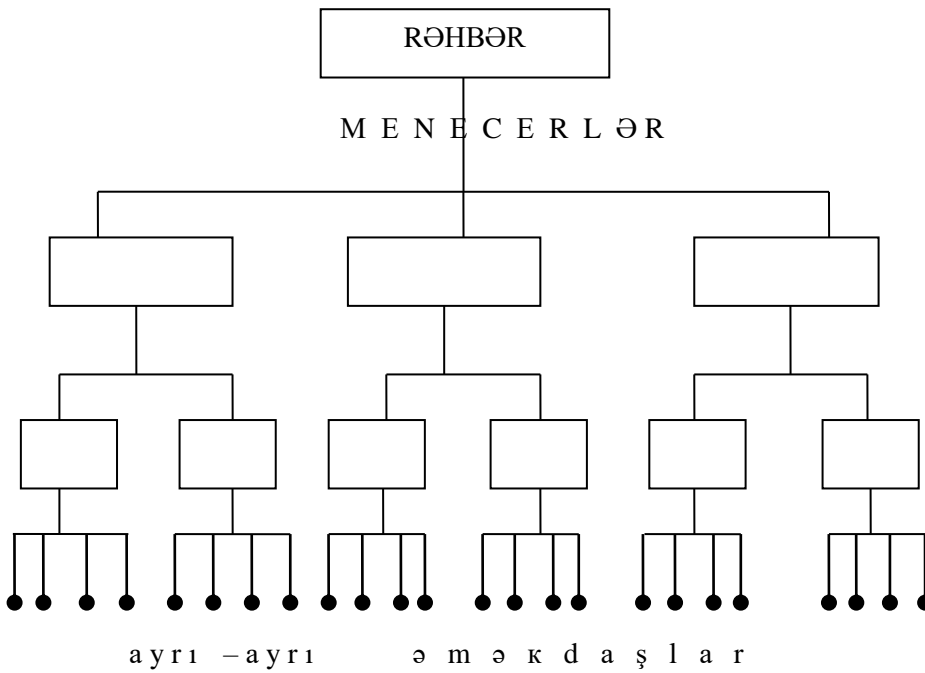 RƏHBƏR
M E N E C E R L Ə R
a y r ı – a y r ı ə m ə к d a ş l a r